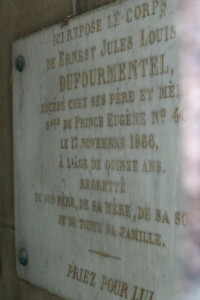 ICI REPOSE LE CORPS
DE ERNEST JULES LOUIS
DUFOURMENTEL,
DÉCÉDÉ CHEZ SES PÈRE ET MÈRE
DU PRINCE EUGÈNE Nº
LE 17 NOVEMBRE 1866,
À L'ÂGE DE QUINZE ANS.
REGRETTÉ
DE SON PÈRE, DE SA MÈRE, DE SA
ET DE TOUTE SA FAMILLE.
PRIEZ POUR LUI.